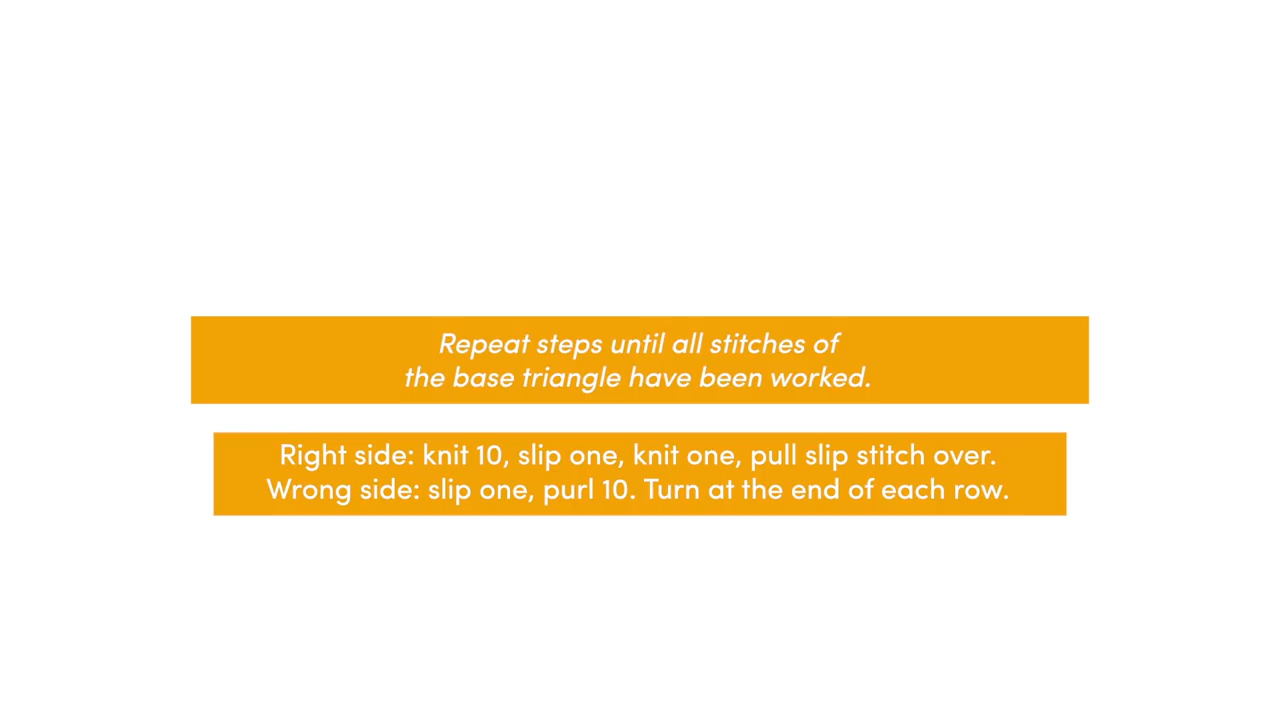 Repeat steps until all stitches of
the base triangle have been worked.
Right side: knit 10, slip one, knit one, pull slip stitch over.
Wrong side: slip one, purl 10. Turn at the end of each row.